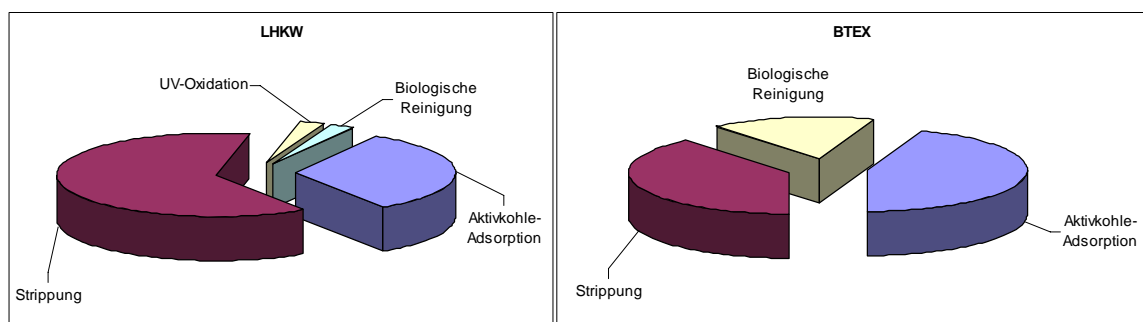 LHKW
UV-Oxidation
Biologische
Reinigung
Aktivkohle-
Adsorption
Strippung
BTEX
Biologische
Reinigung
Aktivkohle-
Adsorption
Strippung